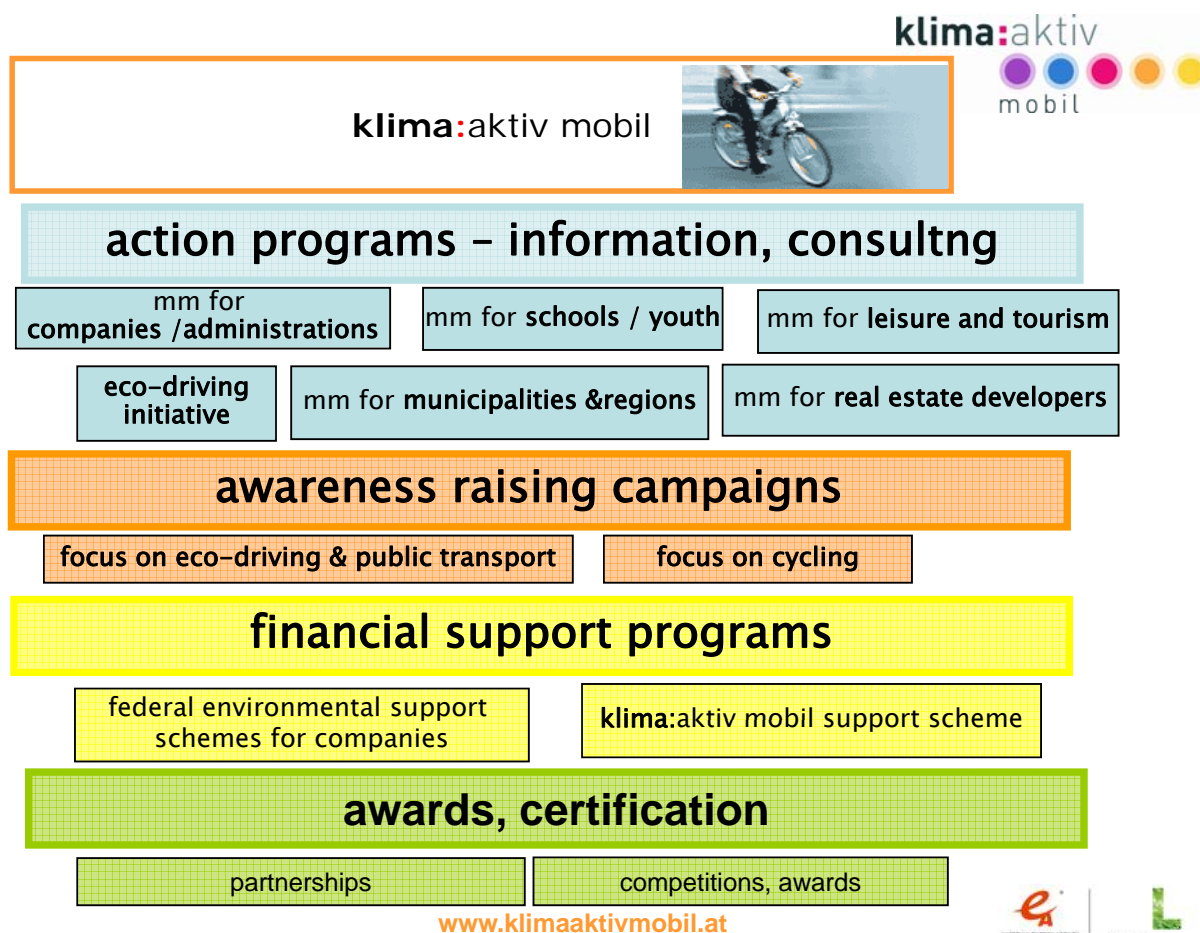 klima:aktiv
mobil
klima:aktiv mobil
action programs – information, consultng
mm for
companies /administrations
mm for schools / youth
mm for leisure and tourism
eco-driving
initiative
mm for municipalities &regions
mm for real estate developers
awareness raising campaigns
focus on eco-driving & public transport
focus on cycling
financial support programs
federal environmental support
schemes for companies
klima:aktiv mobil support scheme
awards, certification
partnerships
competitions, awards
www.klimaaktivmobil.at
e
A
L